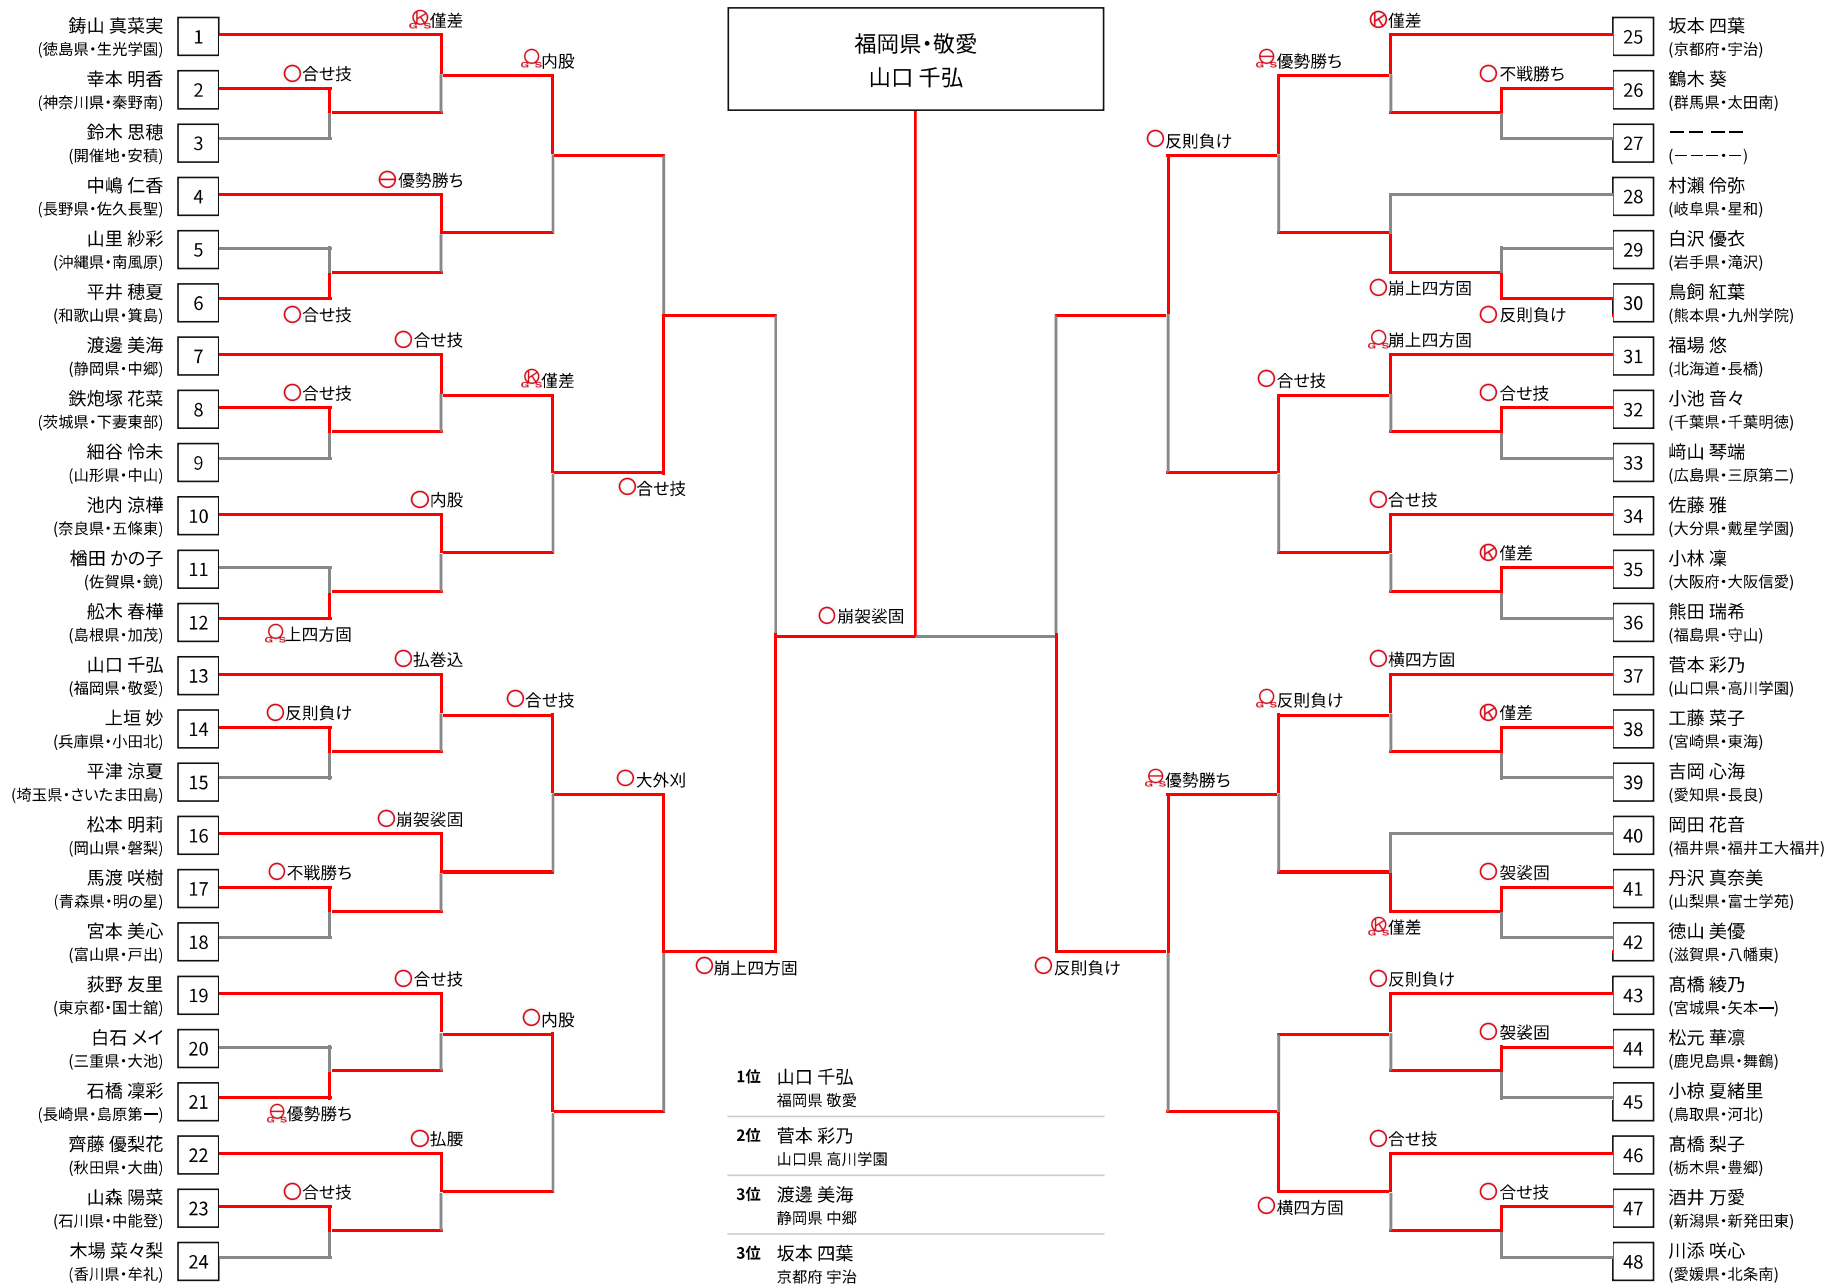 福岡県・敬愛
山口 千弘
鋳山 真菜実
(徳島県・生光学園)
1
幸本 明香
(神奈川県・秦野南)
2
鈴木 思穂
(開催地・安積)
3
中嶋 仁香
(長野県・佐久長聖)
4
山里 紗彩
(沖縄県・南風原)
5
平井 穂夏
(和歌山県・箕島)
6
渡邊 美海
(静岡県・中郷)
7
鉄炮塚 花菜
(茨城県・下妻東部)
8
細谷 怜未
(山形県・中山)
9
池内 涼樺
(奈良県・五條東)
10
楢田 かの子
(佐賀県・鏡)
11
舩木 春樺
(島根県・加茂)
12
山口 千弘
(福岡県・敬愛)
13
上垣 妙
(兵庫県・小田北)
14
平津 涼夏
(埼玉県・さいたま田島)
15
松本 明莉
(岡山県・磐梨)
16
馬渡 咲樹
(青森県・明の星)
17
宮本 美心
(富山県・戸出)
18
荻野 友里
(東京都・国士舘)
19
白石 メイ
(三重県・大池)
20
石橋 凜彩
(長崎県・島原第一)
21
齊藤 優梨花
(秋田県・大曲)
22
山森 陽菜
(石川県・中能登)
23
木場 菜々梨
(香川県・牟礼)
24
合せ技
合せ技
合せ技
上四方固
反則負け
不戦勝ち
GS 優勢勝ち
合せ技
GS 僅差
優勢勝ち
合せ技
内股
払巻込
崩袈裟固
合せ技
払腰
GS 内股
GS 僅差
合せ技
内股
合せ技
大外刈
崩上四方固
崩袈裟固
反則負け
反則負け
GS 優勢勝ち
GS 優勢勝ち
合せ技
GS 反則負け
横四方固
僅差
崩上四方固
GS 崩上四方固
合せ技
横四方固
GS 僅差
反則負け
合せ技
不戦勝ち
反則負け
合せ技
僅差
僅差
袈裟固
袈裟固
合せ技
25
坂本 四葉
(京都府・宇治)
26
鶴木 葵
(群馬県・太田南)
27
ーー ーー
(ーーー・ー)
28
村瀨 伶弥
(岐阜県・星和)
29
白沢 優衣
(岩手県・滝沢)
30
鳥飼 紅葉
(熊本県・九州学院)
31
福場 悠
(北海道・長橋)
32
小池 音々
(千葉県・千葉明徳)
33
﨑山 琴端
(広島県・三原第二)
34
佐藤 雅
(大分県・戴星学園)
35
小林 凜
(大阪府・大阪信愛)
36
熊田 瑞希
(福島県・守山)
37
菅本 彩乃
(山口県・高川学園)
38
工藤 菜子
(宮崎県・東海)
39
吉岡 心海
(愛知県・長良)
40
岡田 花音
(福井県・福井工大福井)
41
丹沢 真奈美
(山梨県・富士学苑)
42
徳山 美優
(滋賀県・八幡東)
43
髙橋 綾乃
(宮城県・矢本一)
44
松元 華凛
(鹿児島県・舞鶴)
45
小椋 夏緒里
(鳥取県・河北)
46
髙橋 梨子
(栃木県・豊郷)
47
酒井 万愛
(新潟県・新発田東)
48
川添 咲心
(愛媛県・北条南)
1位 山口 千弘
福岡県 敬愛
2位 菅本 彩乃
山口県 高川学園
3位 渡邊 美海
静岡県 中郷
3位 坂本 四葉
京都府 宇治